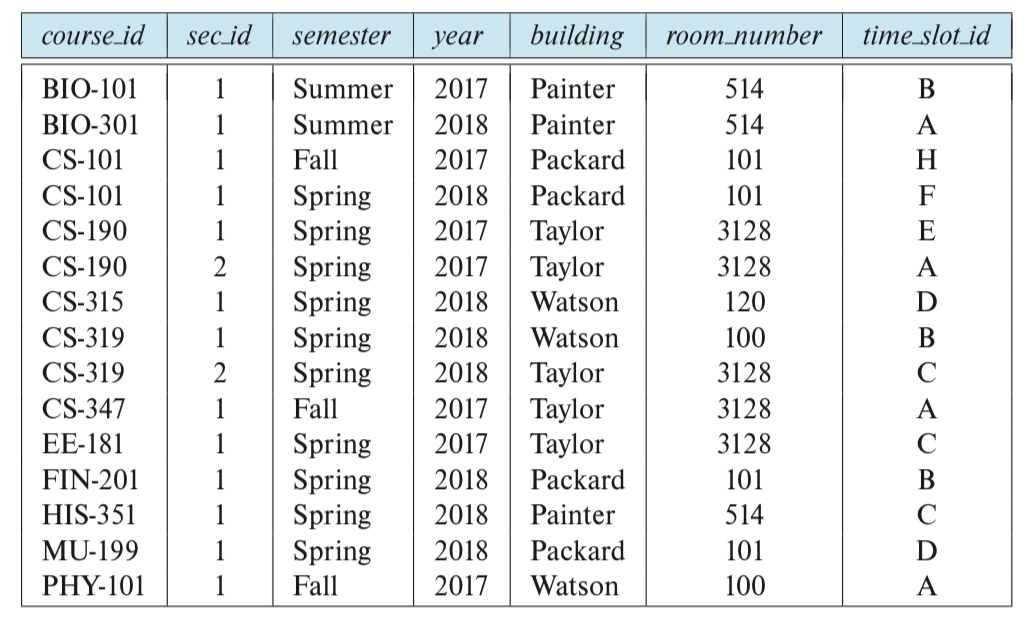 course_id sec_id semester year building room_number time_slot_id
BIO-101 1 Summer 2017 Painter 514 B
BIO-301 1 Summer 2018 Painter 514 A
CS-101 1 Fall 2017 Packard 101 H
CS-101 1 Spring 2018 Packard 101 F
CS-190 1 Spring 2017 Taylor 3128 E
CS-190 2 Spring 2017 Taylor 3128 A
CS-315 1 Spring 2018 Watson 120 D
CS-319 1 Spring 2018 Watson 100 B
CS-319 2 Spring 2018 Taylor 3128 C
CS-347 1 Fall 2017 Taylor 3128 A
EE-181 1 Spring 2017 Taylor 3128 C
FIN-201 1 Spring 2018 Packard 101 B
HIS-351 1 Spring 2018 Painter 514 C
MU-199 1 Spring 2018 Packard 101 D
PHY-101 1 Fall 2017 Watson 100 A